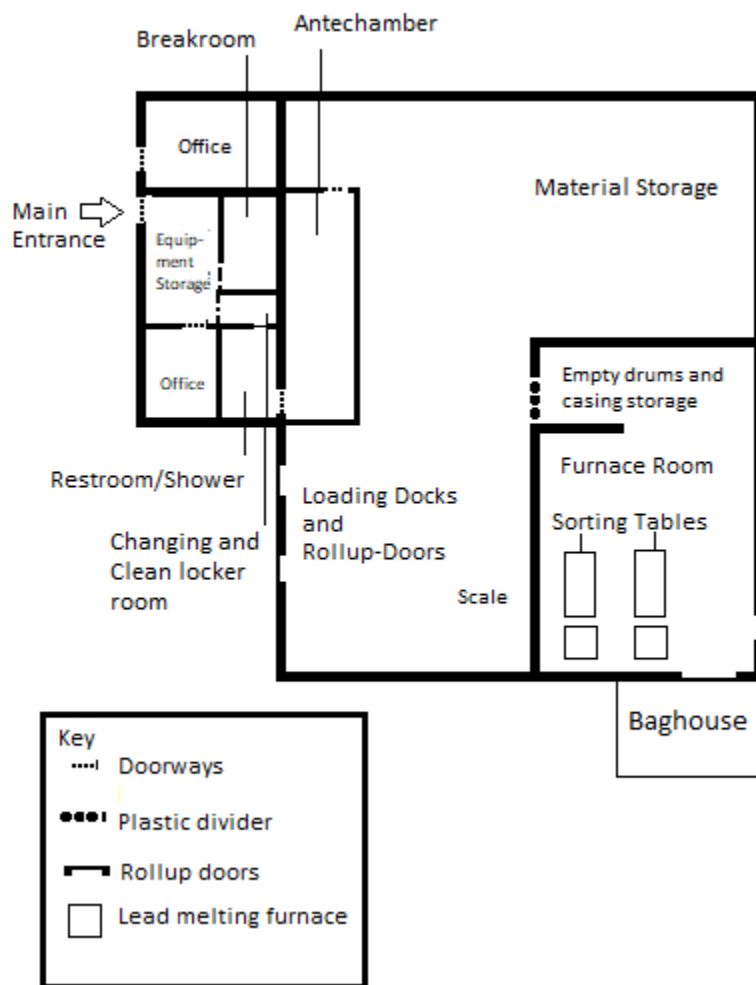 Antechamber
Breakroom
Office
Material Storage
Main
Entrance
Equip-
ment
Storage
Office
Empty drums and
casing storage
Furnace Room
Restroom/Shower
Loading Docks
and
Rollup-Doors
Sorting Tables
Changing and
Clean locker
room
Scale
Baghouse
Key
Doorways
Plastic divider
Rollup doors
Lead melting furnace